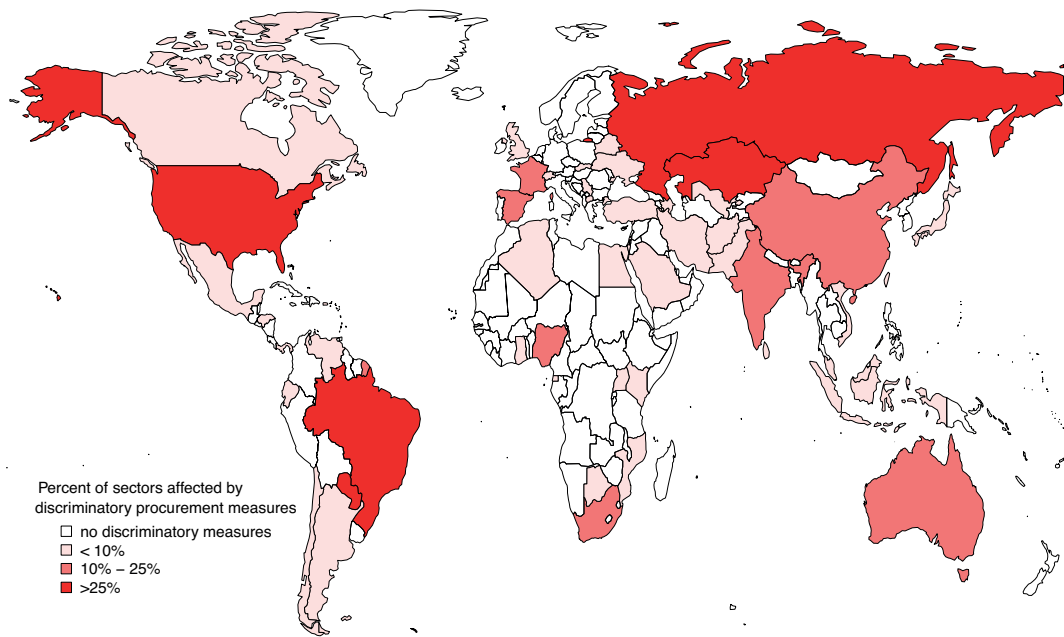 Percent of sectors affected by
discriminatory procurement measures
no discriminatory measures
< 10%
10% − 25%
>25%